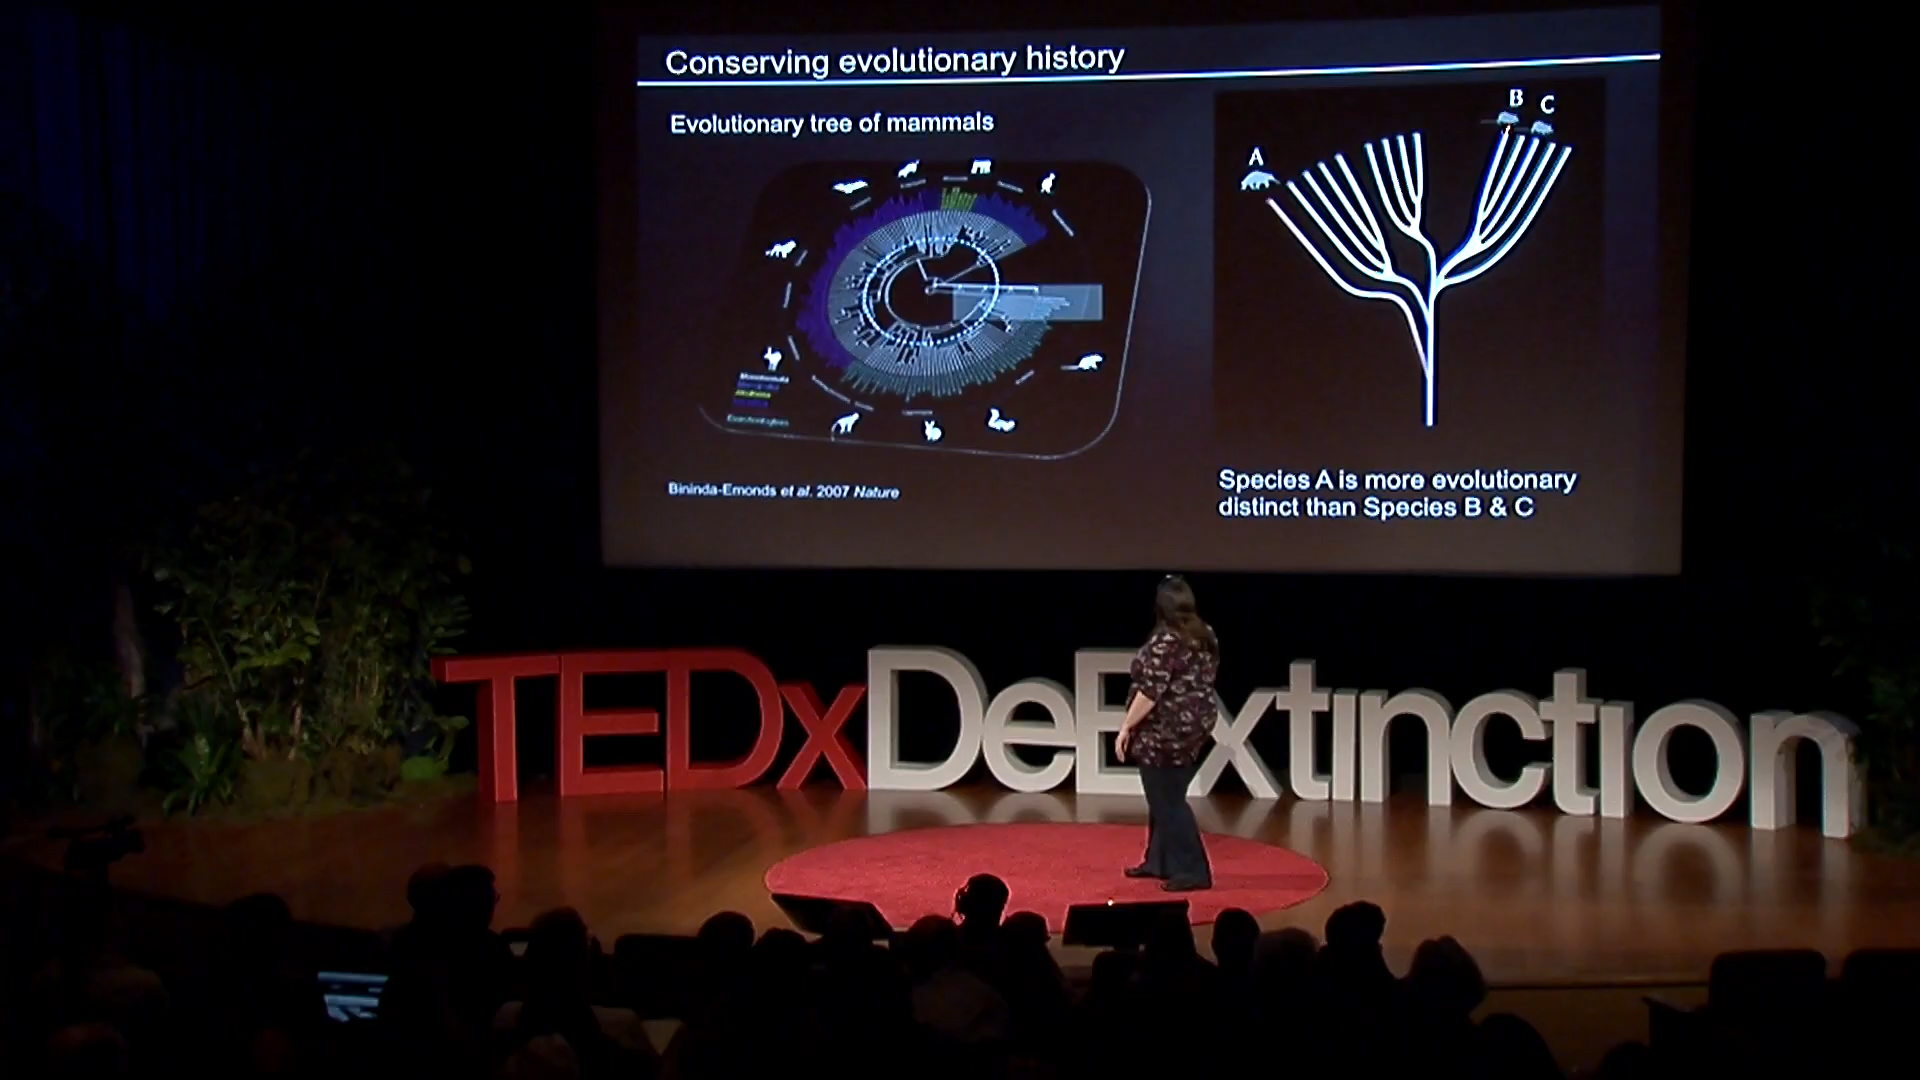 Conserving evolutionary history
Evolutionary tree of mammals
B
C
A
Bininda-Emonds et al. 2007 Nature
Species A is more evolutionary
distinct than Species B & C
TEDxDeExtinction